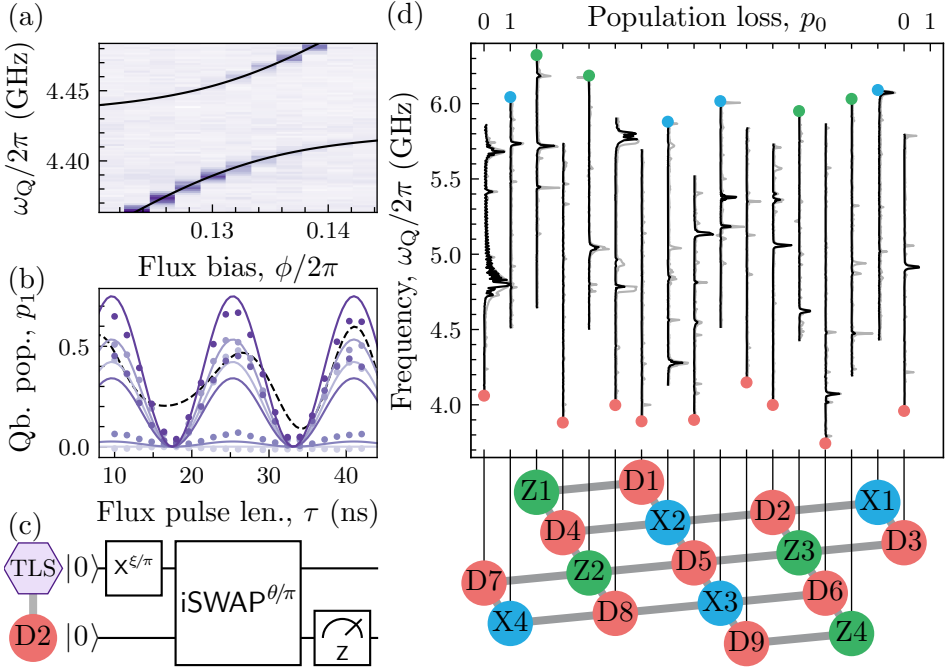 (a)
4.45
4.40
ω_Q/2π (GHz)
0.13
0.14
Flux bias, ϕ/2π
(b)
0.5
0.0
Qb. pop., p₁
10
20
30
40
Flux pulse len., τ (ns)
(c)
TLS
|0⟩
X^ξ/π
iSWAP^θ/π
D2
|0⟩
Z
(d)
Population loss, p₀
0 1
0 1
6.0
5.5
5.0
4.5
4.0
Frequency, ω_Q/2π (GHz)
Z1
D1
X1
D4
X2
D2
D3
D7
Z2
D5
Z3
X4
D8
X3
D6
D9
Z4